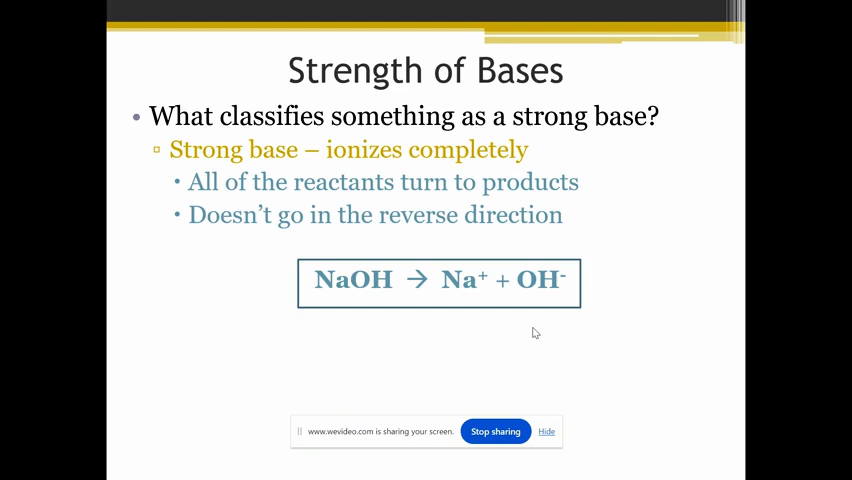 Strength of Bases
• What classifies something as a strong base?
▫ Strong base – ionizes completely
• All of the reactants turn to products
• Doesn't go in the reverse direction
NaOH → Na⁺ + OH⁻
www.wevideo.com is sharing your screen. Stop sharing Hide